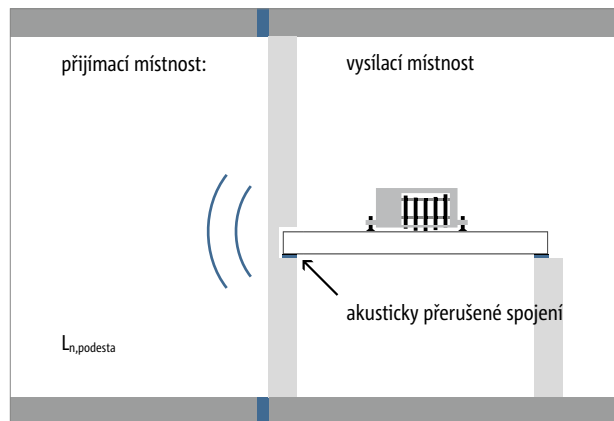 přijímací místnost:
vysílací místnost
akusticky přerušené spojení
Ln,podesta